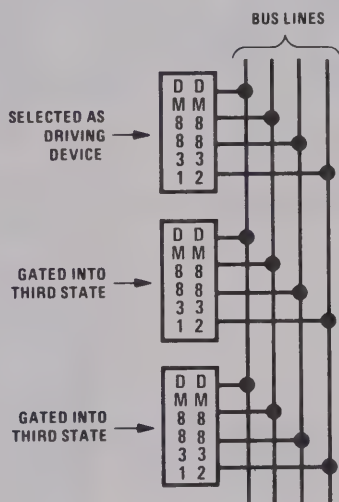 BUS LINES
SELECTED AS
DRIVING
DEVICE
D D
M M
8 8
8 8
3 3
1 2
GATED INTO
THIRD STATE
D D
M M
8 8
8 8
3 3
1 2
GATED INTO
THIRD STATE
D D
M M
8 8
8 8
3 3
1 2